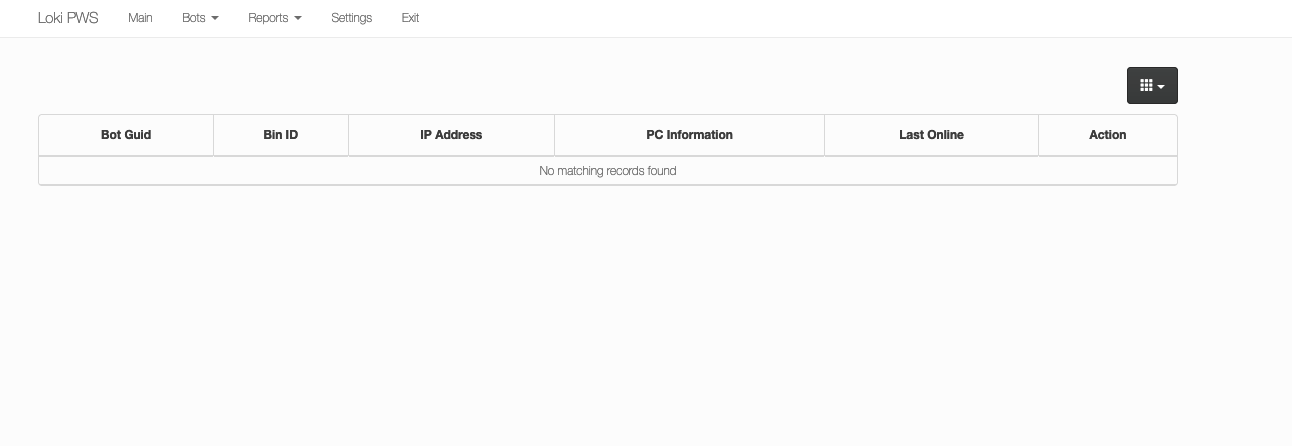 Loki PWS Main Bots Reports Settings Exit
Bot Guid Bin ID IP Address PC Information Last Online Action
No matching records found